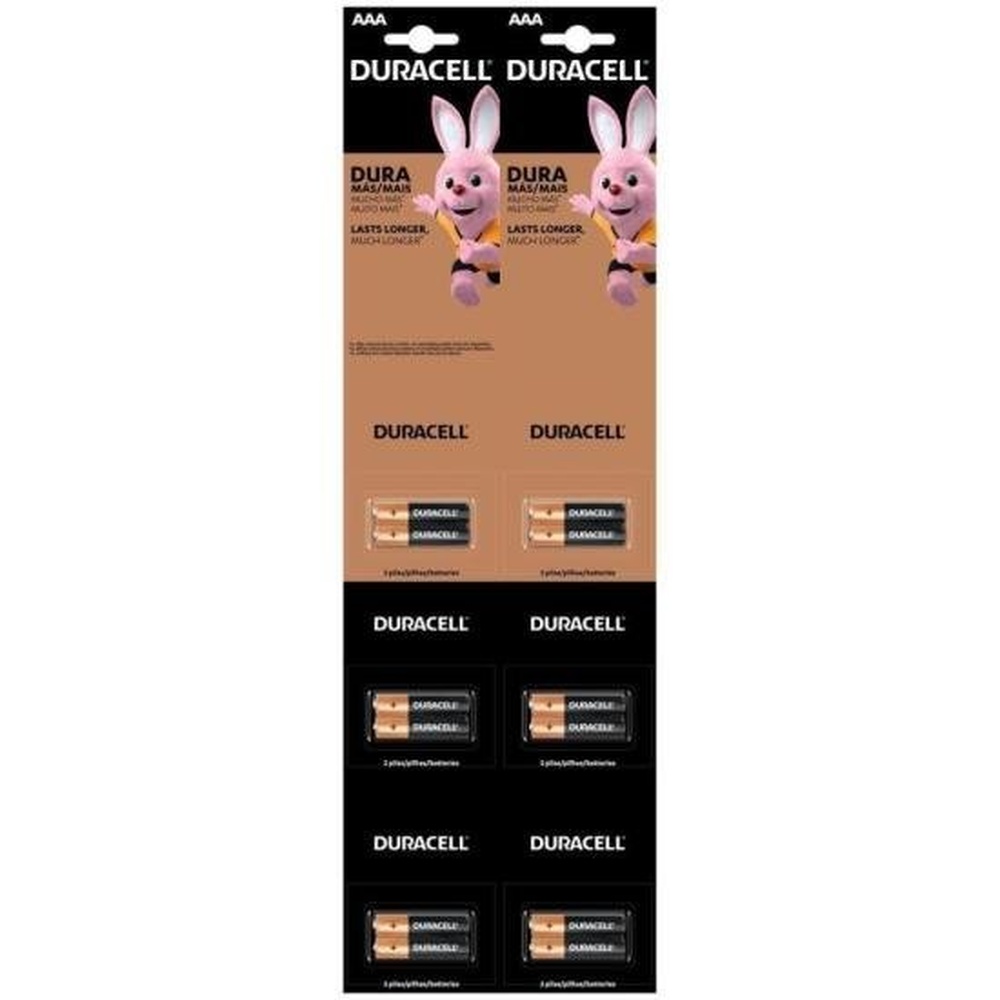 AAA
DURACELL
DURA
MÁS/MAIS
MUCHO MÁS*
MUITO MAIS*
LASTS LONGER,
MUCH LONGER*
DURACELL
DURACELL
DURACELL
2 pilas/pilhas/batteries
DURACELL
DURACELL
DURACELL
2 pilas/pilhas/batteries
DURACELL
DURACELL
DURACELL
2 pilas/pilhas/batteries
AAA
DURACELL
DURA
MÁS/MAIS
MUCHO MÁS*
MUITO MAIS*
LASTS LONGER,
MUCH LONGER*
DURACELL
DURACELL
DURACELL
2 pilas/pilhas/batteries
DURACELL
DURACELL
DURACELL
2 pilas/pilhas/batteries
DURACELL
DURACELL
DURACELL
2 pilas/pilhas/batteries